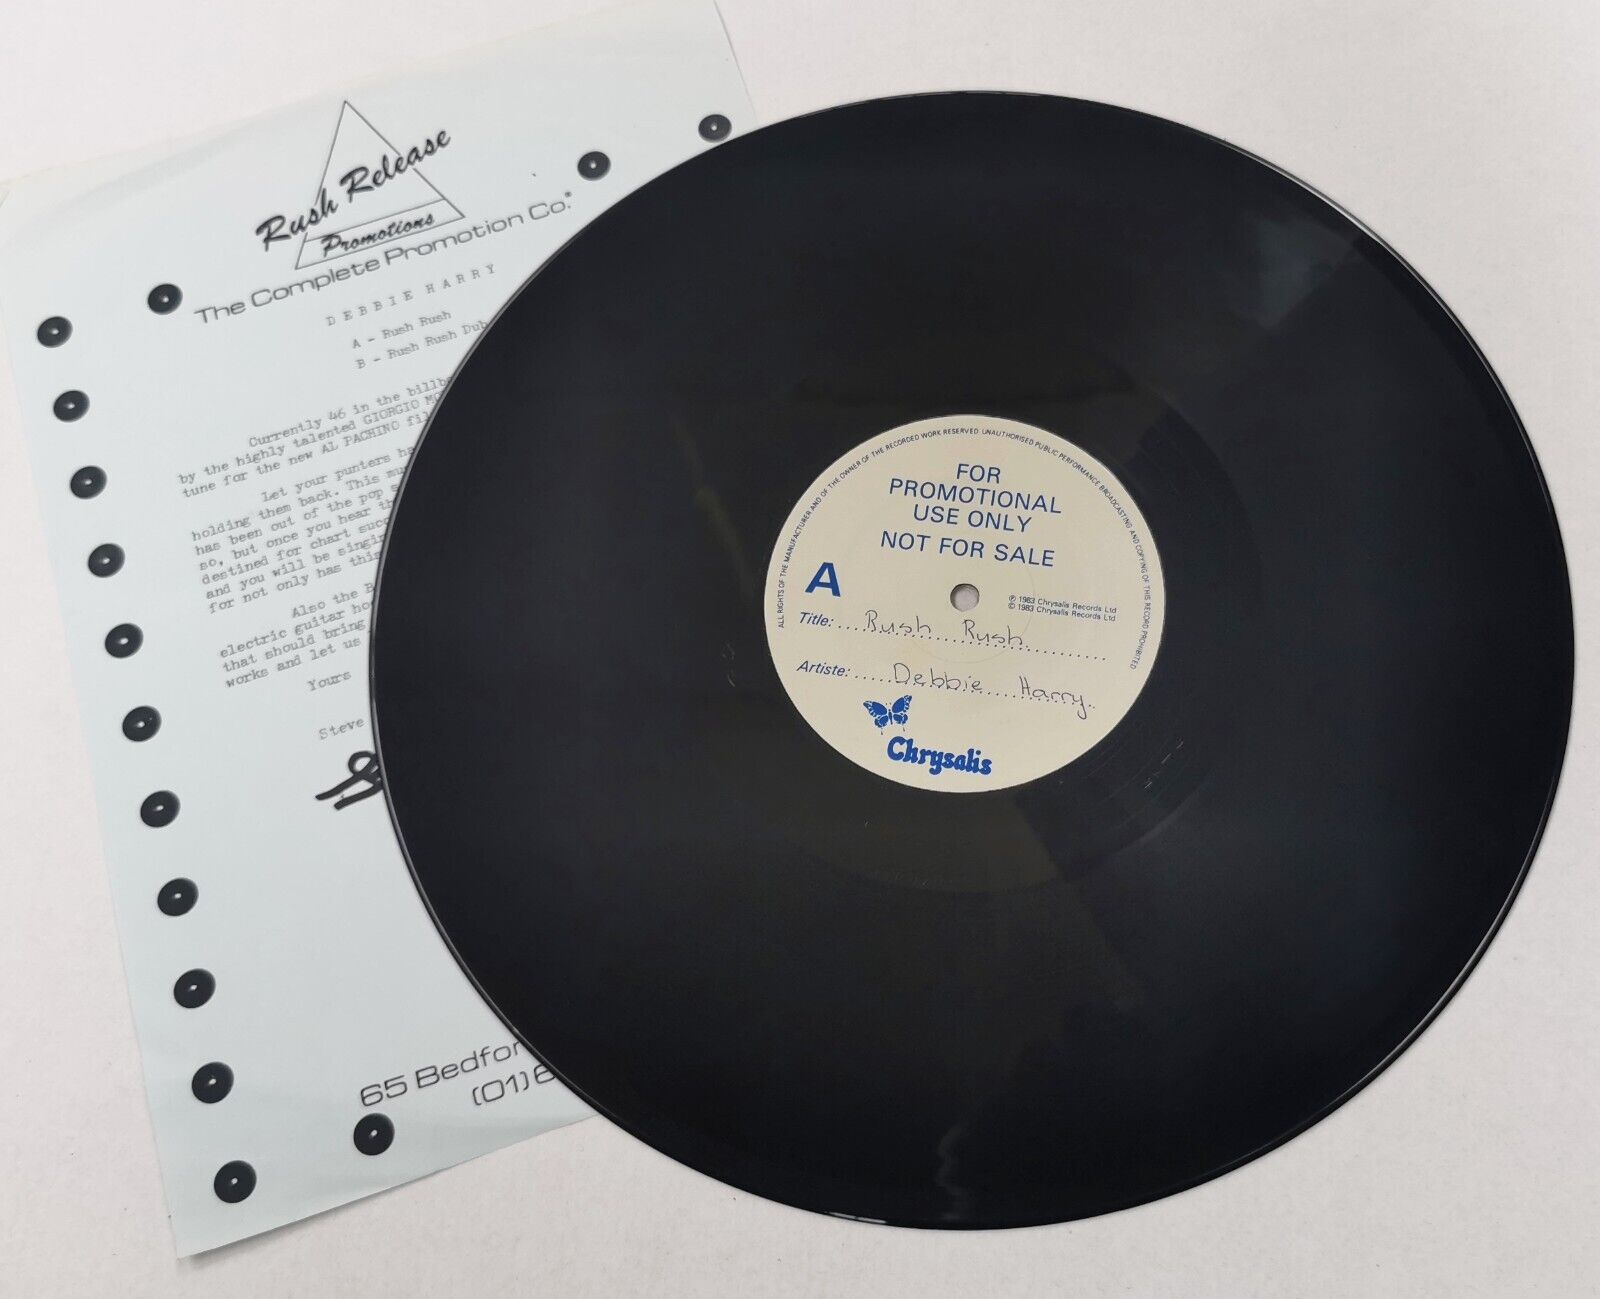 Rush Release
Promotions
The Complete Promotion Co.
DEBBIE HARRY
A - Rush Rush
B - Rush Rush Dub
Currently 46 in the
by the highly talented GIORGIO
tune for the new AL PACHINO
Let your punters
holding them back. This
has been out of the pop
so, but once you hear
destined for chart
and you will be
for not only has
Also the
electric guitar
that should bring
works and let us
Yours
Steve
65
(01)
ALL RIGHTS OF THE MANUFACTURER AND OF THE OWNER OF THE RECORDED WORK RESERVED UNAUTHORISED PUBLIC PERFORMANCE BROADCASTING AND COPYING OF THIS RECORD PROHIBITED
FOR
PROMOTIONAL
USE ONLY
NOT FOR SALE
A
℗ 1983 Chrysalis Records Ltd
© 1983 Chrysalis Records Ltd
Title: Rush Rush
Artiste: Debbie Harry
Chrysalis